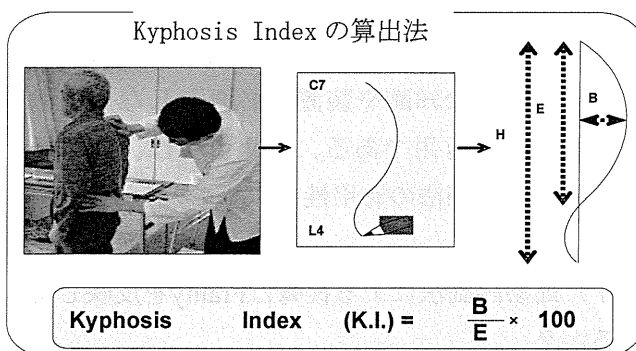 Kyphosis Index の算出法
C7
L4
H
E
B
Kyphosis Index (K.I.) = B/E × 100